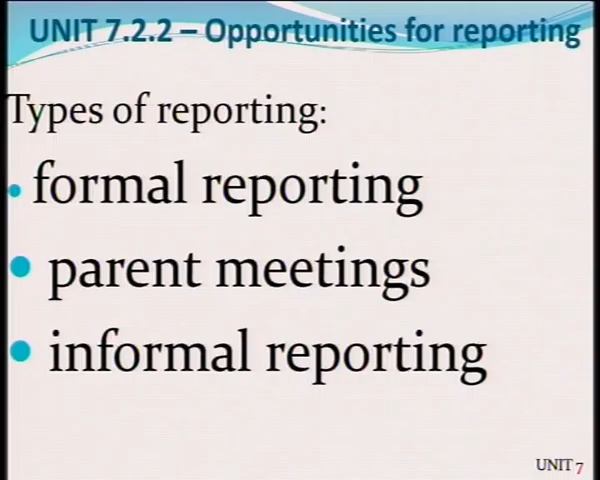 UNIT 7.2.2 – Opportunities for reporting
Types of reporting:
• formal reporting
• parent meetings
• informal reporting
UNIT 7